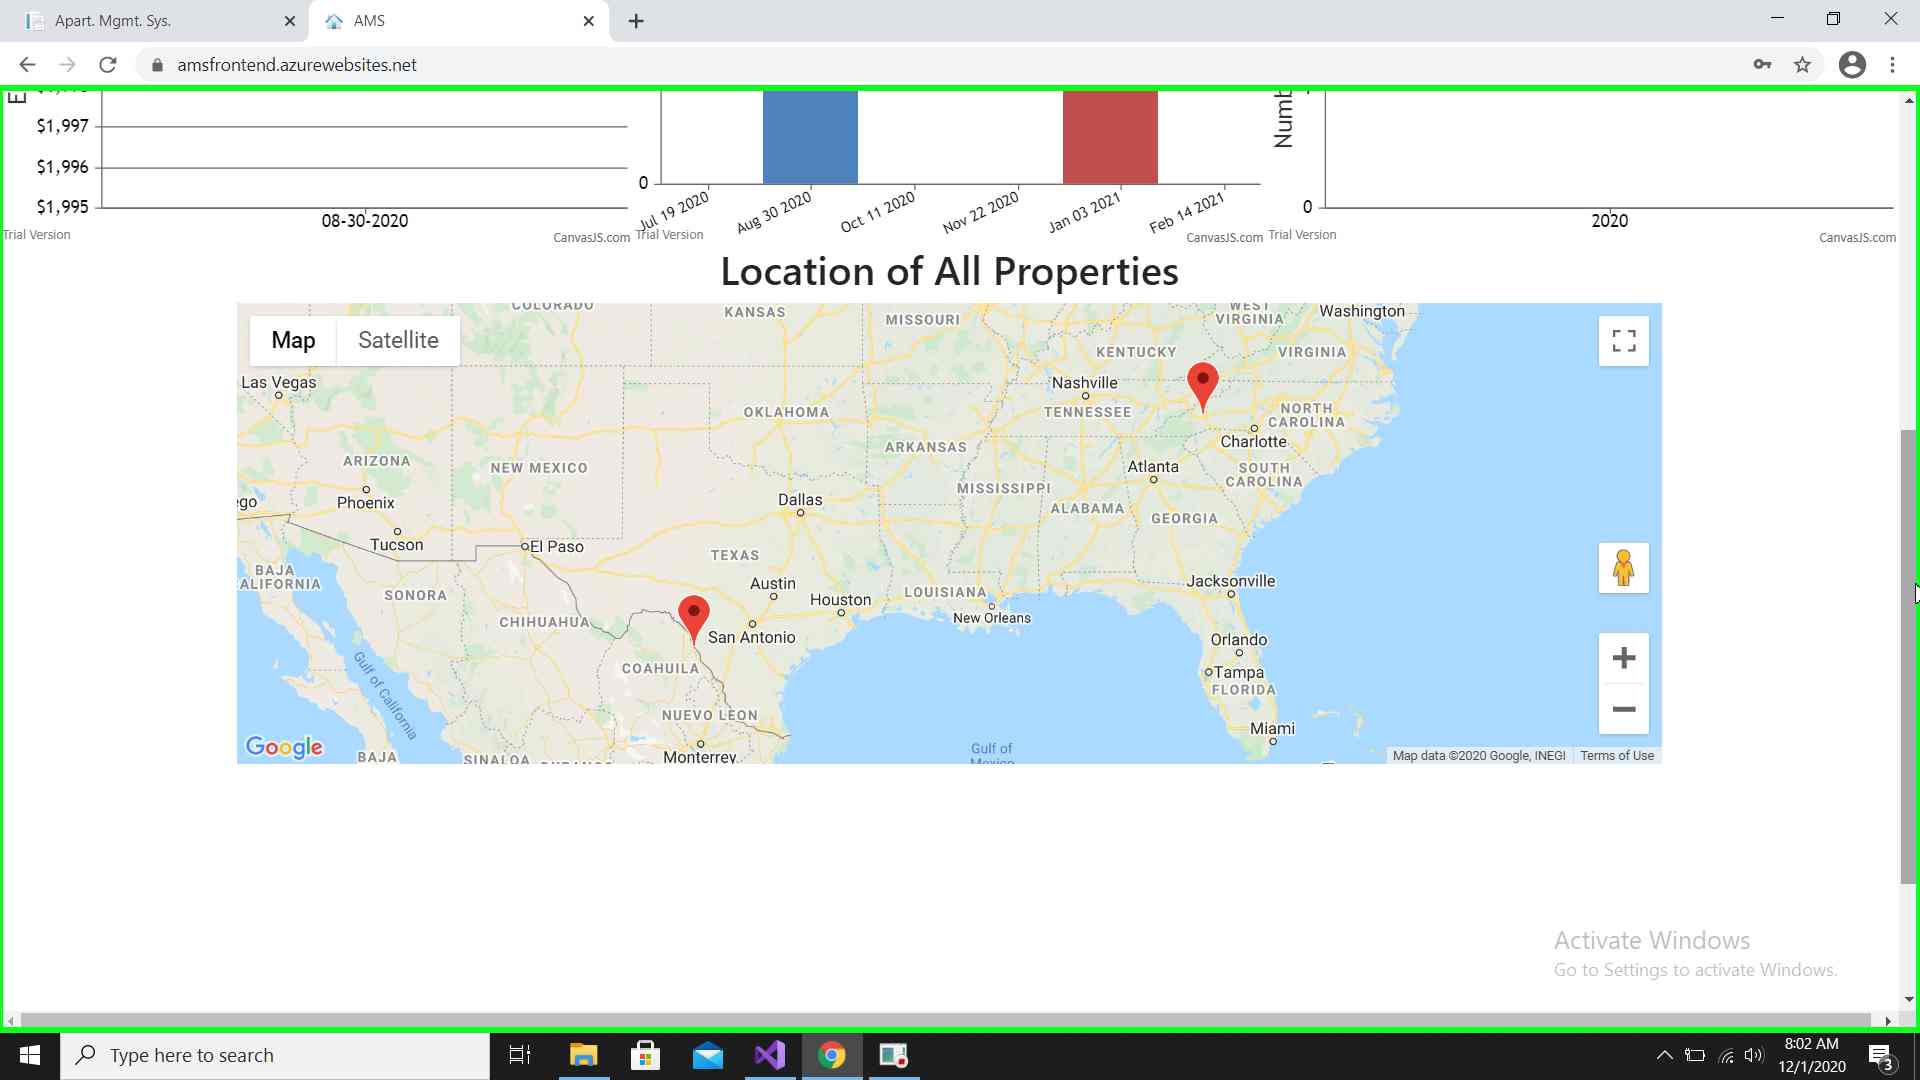 Apart. Mgmt. Sys.
AMS
amsfrontend.azurewebsites.net
$1,997
$1,996
$1,995
08-30-2020
Trial Version
CanvasJS.com
0
Jul 19 2020
Aug 30 2020
Oct 11 2020
Nov 22 2020
Jan 03 2021
Feb 14 2021
Trial Version
CanvasJS.com
Numb
0
2020
Trial Version
CanvasJS.com
Location of All Properties
Map
Satellite
COLORADO
KANSAS
MISSOURI
WEST
VIRGINIA
Washington
KENTUCKY
VIRGINIA
Las Vegas
Nashville
TENNESSEE
OKLAHOMA
NORTH
CAROLINA
Charlotte
ARKANSAS
ARIZONA
NEW MEXICO
Atlanta
SOUTH
CAROLINA
MISSISSIPPI
Phoenix
Dallas
ego
ALABAMA
GEORGIA
Tucson
El Paso
TEXAS
BAJA
ALIFORNIA
SONORA
Austin
Houston
LOUISIANA
Jacksonville
New Orleans
CHIHUAHUA
San Antonio
Orlando
COAHUILA
Tampa
FLORIDA
Gulf of California
NUEVO LEON
Miami
Monterrey
Gulf of
Mexico
BAJA
SINALOA
DURANGO
Google
Map data ©2020 Google, INEGI
Terms of Use
Activate Windows
Go to Settings to activate Windows.
Type here to search
8:02 AM
12/1/2020
3